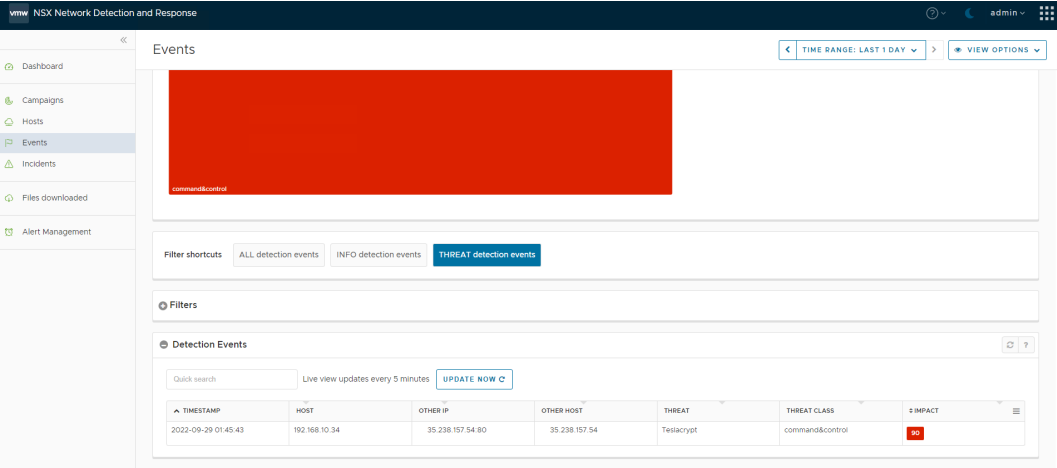 vmw NSX Network Detection and Response
admin
Events
TIME RANGE: LAST 1 DAY
VIEW OPTIONS
Dashboard
Campaigns
Hosts
Events
Incidents
Files downloaded
Alert Management
command&control
Filter shortcuts ALL detection events INFO detection events THREAT detection events
Filters
Detection Events
?
Quick search Live view updates every 5 minutes UPDATE NOW
TIMESTAMP HOST OTHER IP OTHER HOST THREAT THREAT CLASS IMPACT
2022-09-29 01:45:43 192.168.10.34 35.238.157.54:80 35.238.157.54 Teslacrypt command&control 90